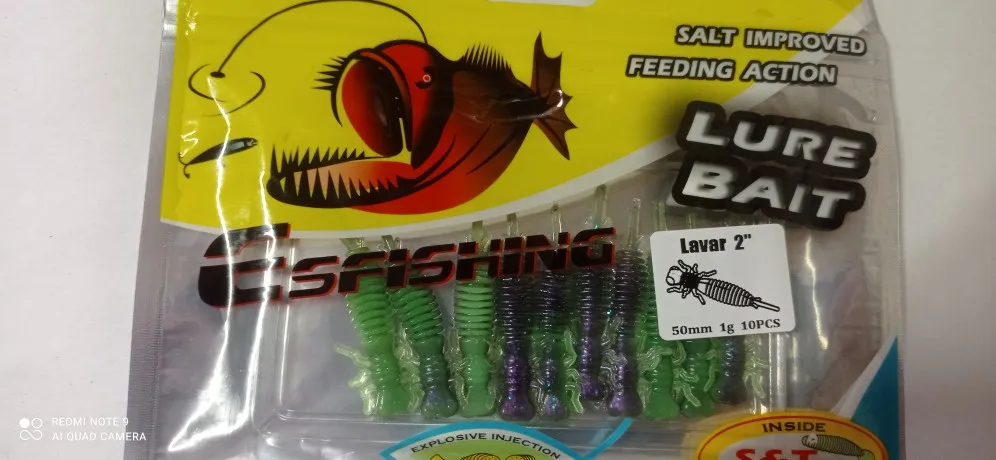 SALT IMPROVED
FEEDING ACTION
LURE
BAIT
ESFISHING
Lavar 2"
50mm 1g 10PCS
EXPLOSIVE INJECTION
INSIDE
S&T
REDMI NOTE 9
AI QUAD CAMERA